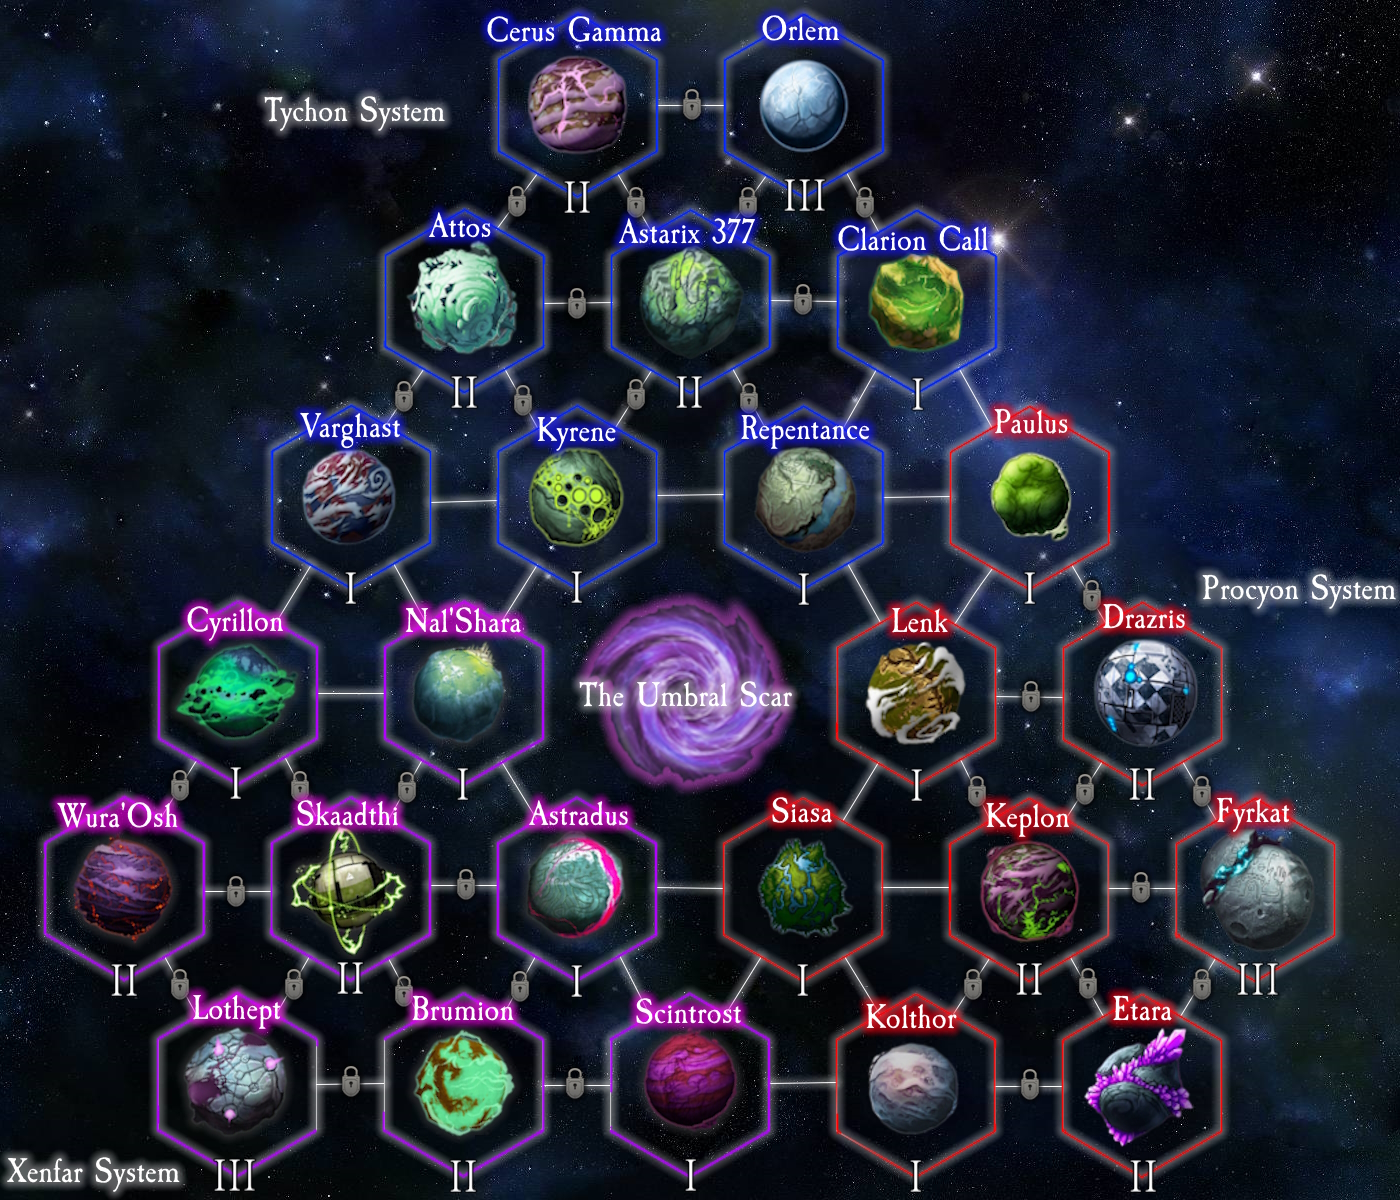 Cerus Gamma
Orlem
Tychon System
II
III
Attos
Astarix 377
Clarion Call
II
II
I
Varghast
Kyrene
Repentance
Paulus
I
I
I
I
Procyon System
Cyrillon
Nal'Shara
Lenk
Drazris
The Umbral Scar
I
I
I
II
Wura'Osh
Skaadthi
Astradus
Siasa
Keplon
Fyrkat
II
II
I
I
II
III
Lothept
Brumion
Scintrost
Kolthor
Etara
Xenfar System
III
II
I
I
II